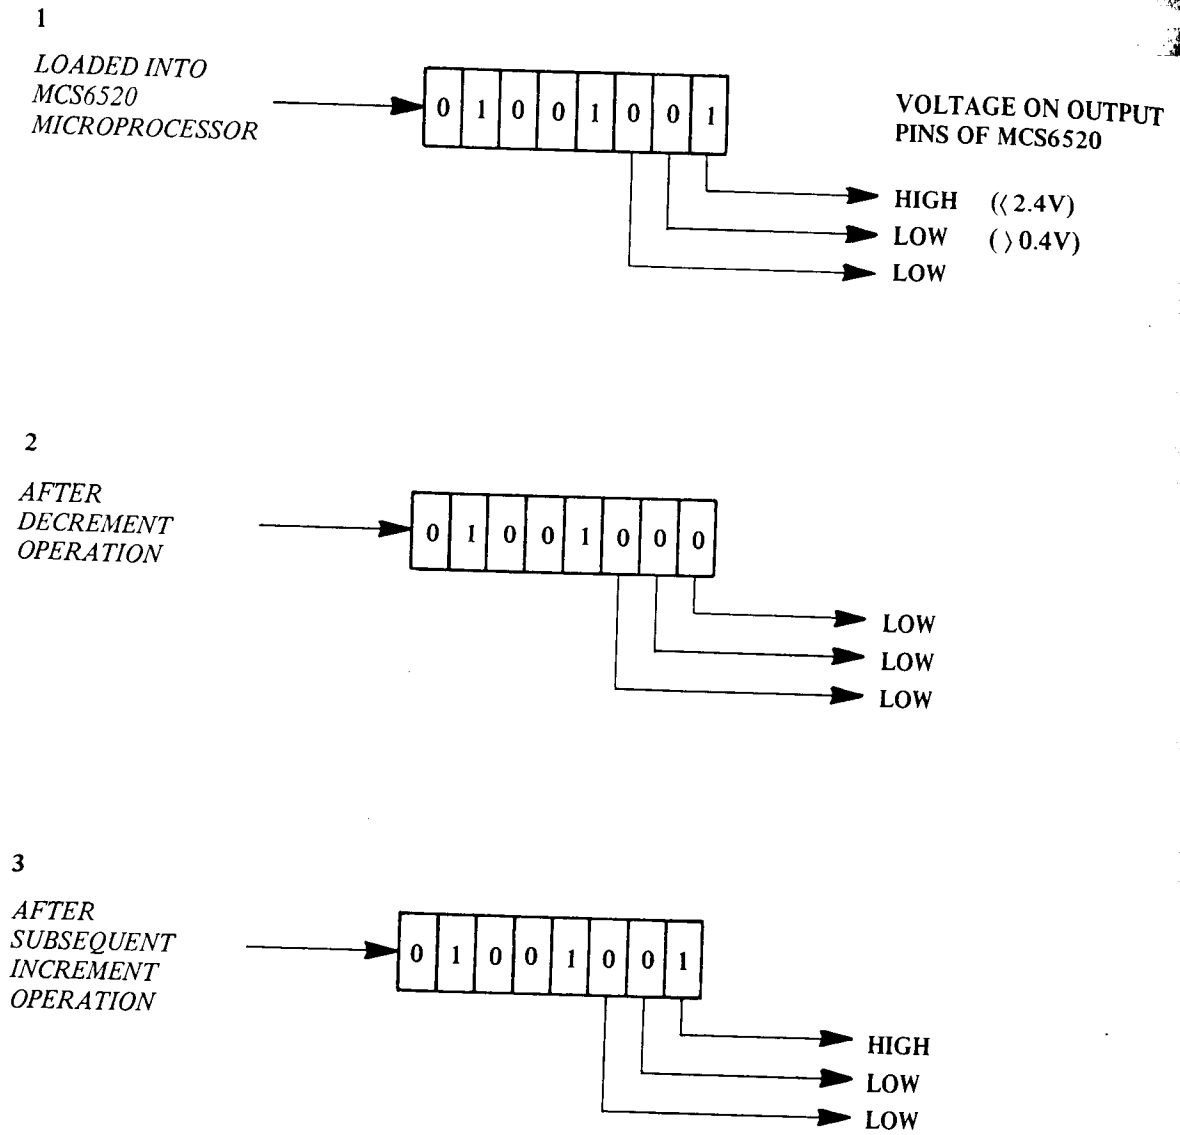 1
LOADED INTO
MCS6520
MICROPROCESSOR
0 1 0 0 1 0 0 1
VOLTAGE ON OUTPUT
PINS OF MCS6520
HIGH (⟨ 2.4V)
LOW ( ⟩ 0.4V)
LOW
2
AFTER
DECREMENT
OPERATION
0 1 0 0 1 0 0 0
LOW
LOW
LOW
3
AFTER
SUBSEQUENT
INCREMENT
OPERATION
0 1 0 0 1 0 0 1
HIGH
LOW
LOW